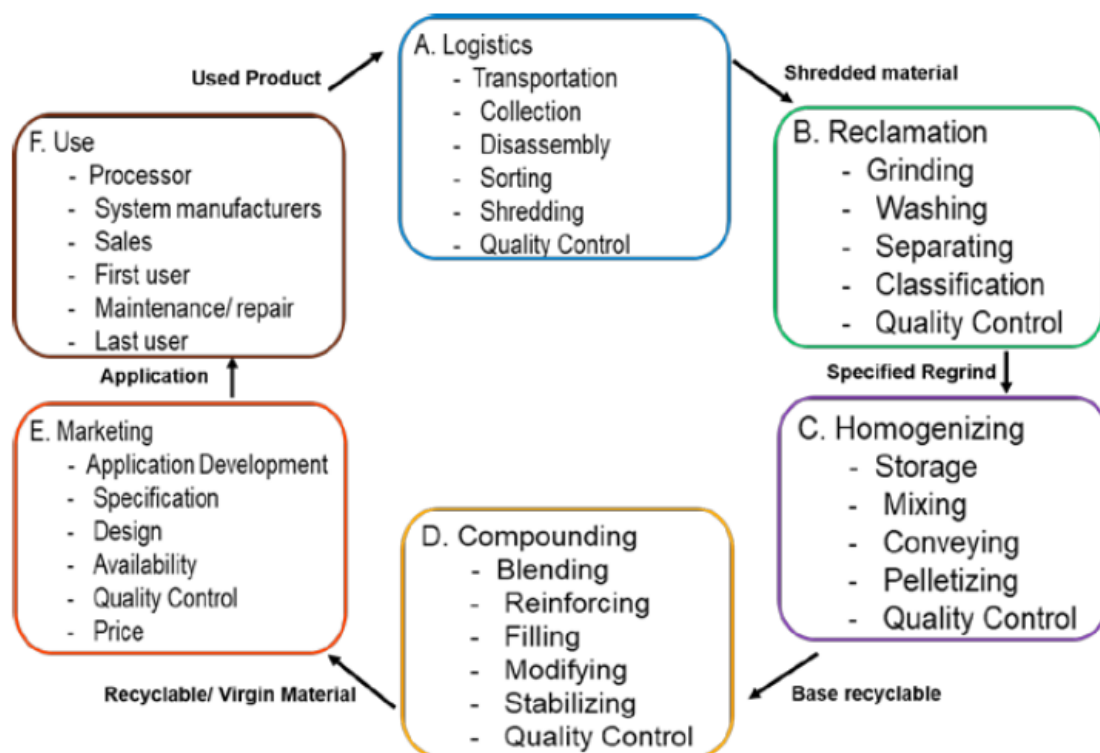 A. Logistics
- Transportation
- Collection
- Disassembly
- Sorting
- Shredding
- Quality Control
Shredded material
B. Reclamation
- Grinding
- Washing
- Separating
- Classification
- Quality Control
Specified Regrind
C. Homogenizing
- Storage
- Mixing
- Conveying
- Pelletizing
- Quality Control
Base recyclable
D. Compounding
- Blending
- Reinforcing
- Filling
- Modifying
- Stabilizing
- Quality Control
Recyclable/ Virgin Material
E. Marketing
- Application Development
- Specification
- Design
- Availability
- Quality Control
- Price
Application
F. Use
- Processor
- System manufacturers
- Sales
- First user
- Maintenance/ repair
- Last user
Used Product